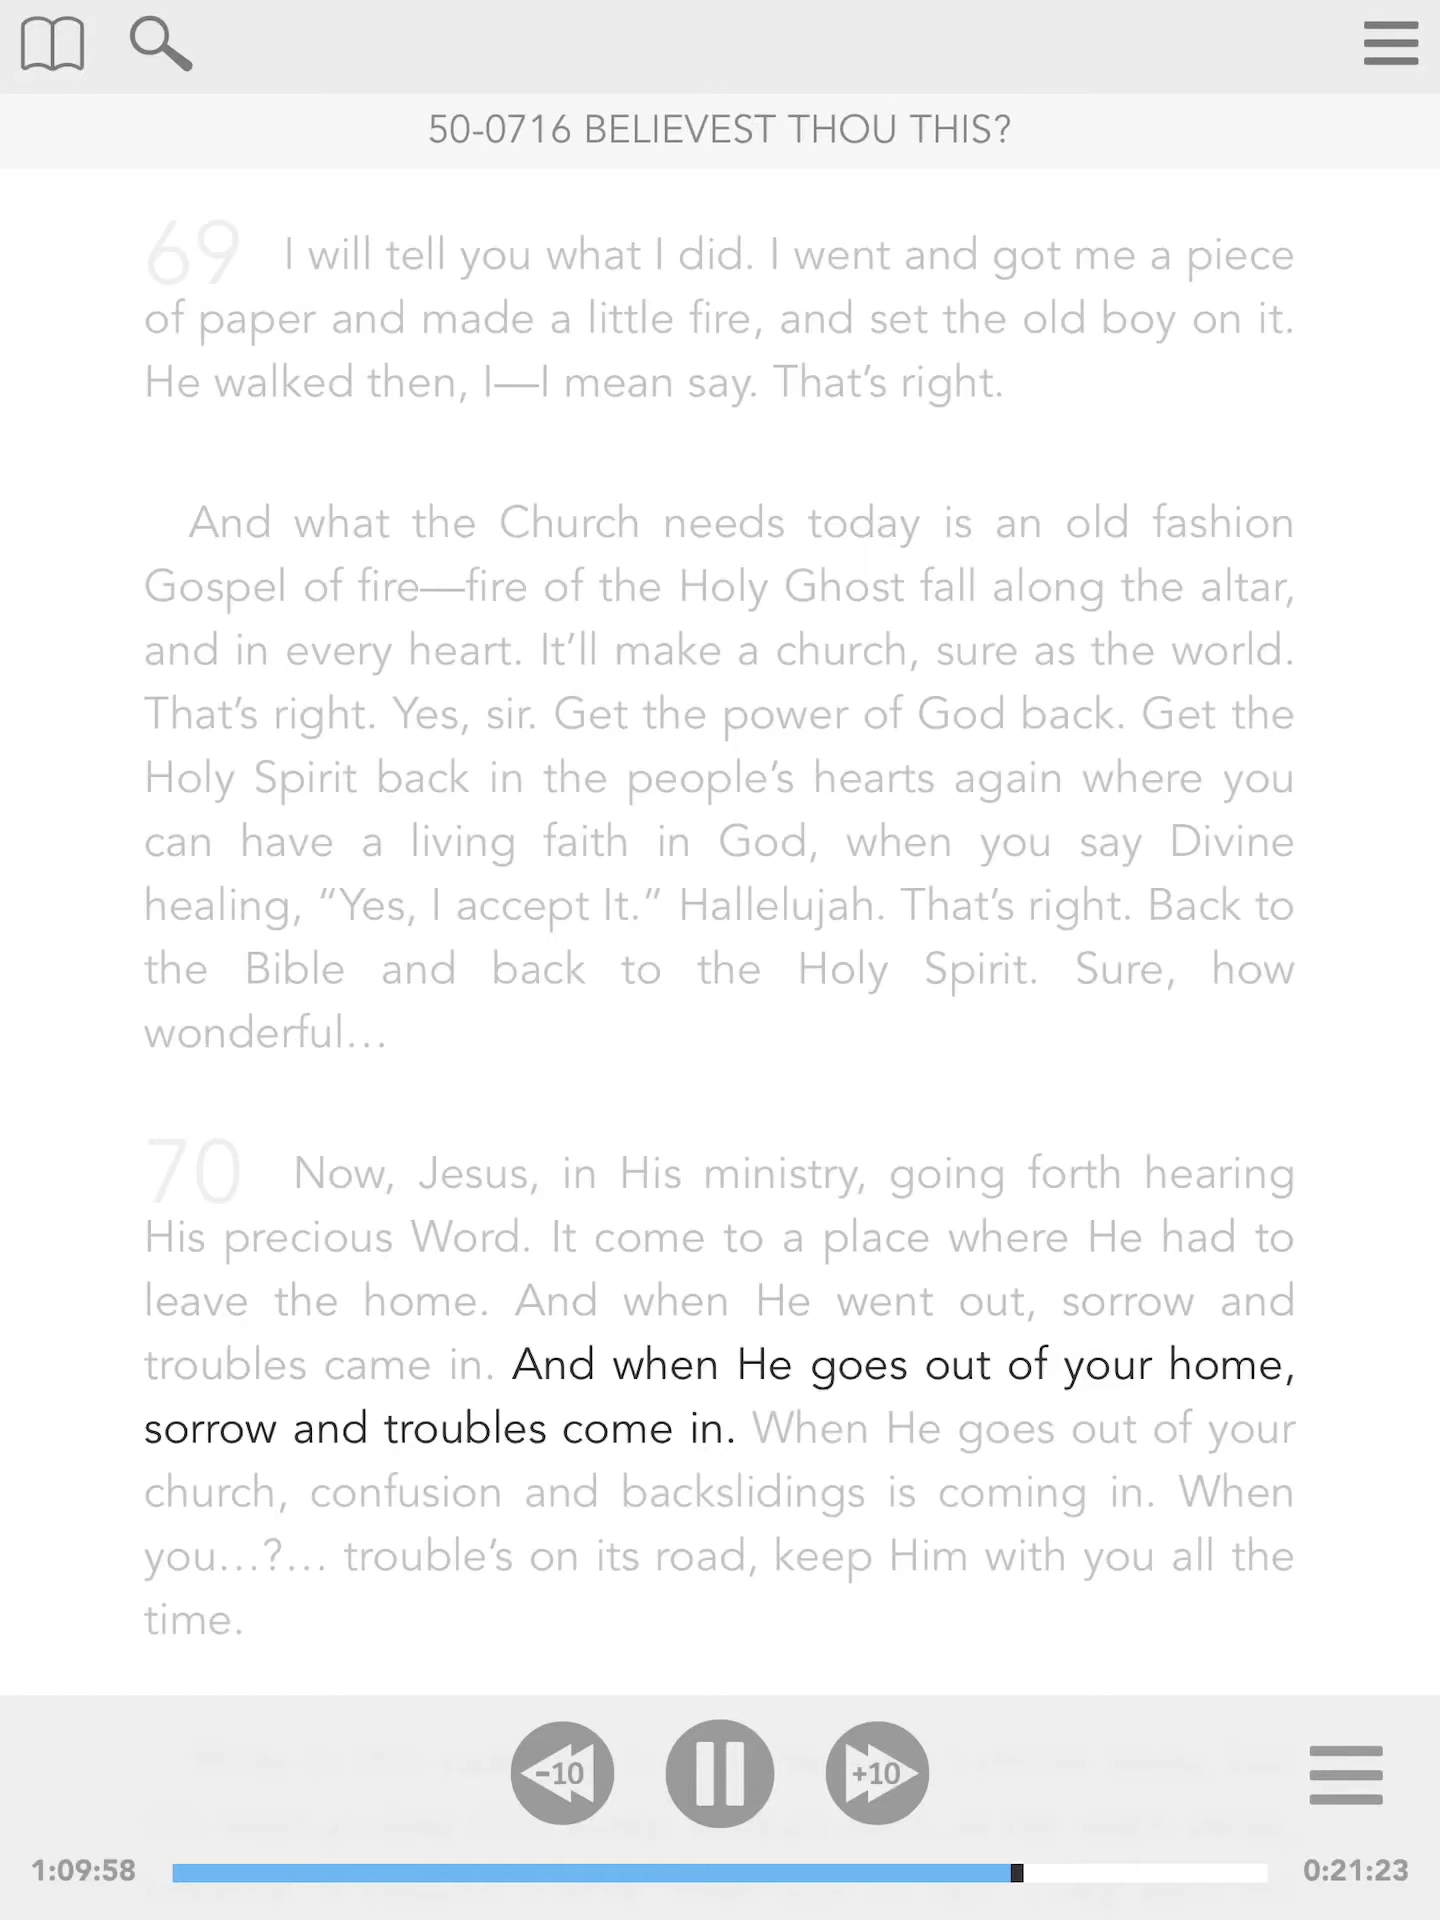 50-0716 BELIEVEST THOU THIS?
69 I will tell you what I did. I went and got me a piece
of paper and made a little fire, and set the old boy on it.
He walked then, I—I mean say. That’s right.
And what the Church needs today is an old fashion
Gospel of fire—fire of the Holy Ghost fall along the altar,
and in every heart. It’ll make a church, sure as the world.
That’s right. Yes, sir. Get the power of God back. Get the
Holy Spirit back in the people’s hearts again where you
can have a living faith in God, when you say Divine
healing, “Yes, I accept It.” Hallelujah. That’s right. Back to
the Bible and back to the Holy Spirit. Sure, how
wonderful…
70 Now, Jesus, in His ministry, going forth hearing
His precious Word. It come to a place where He had to
leave the home. And when He went out, sorrow and
troubles came in. And when He goes out of your home,
sorrow and troubles come in. When He goes out of your
church, confusion and backslidings is coming in. When
you…?… trouble’s on its road, keep Him with you all the
time.
-10 +10
1:09:58 0:21:23